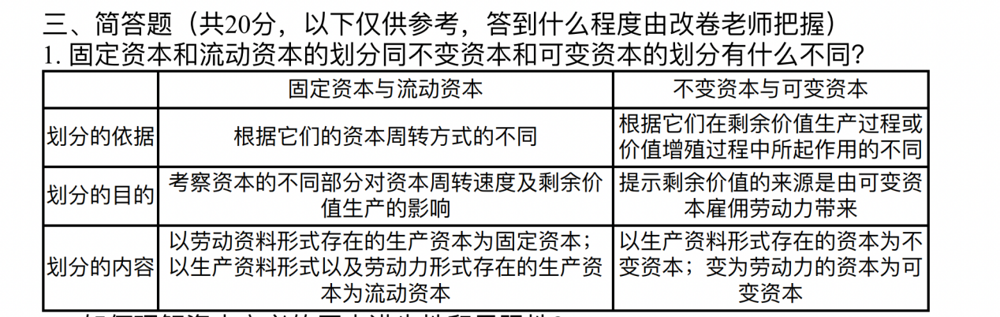 三、简答题（共20分，以下仅供参考，答到什么程度由改卷老师把握）
1. 固定资本和流动资本的划分同不变资本和可变资本的划分有什么不同？
固定资本与流动资本
不变资本与可变资本
划分的依据
根据它们的资本周转方式的不同
根据它们在剩余价值生产过程或
价值增殖过程中所起作用的不同
划分的目的
考察资本的不同部分对资本周转速度及剩余价
值生产的影响
提示剩余价值的来源是由可变资
本雇佣劳动力带来
划分的内容
以劳动资料形式存在的生产资本为固定资本；
以生产资料形式以及劳动力形式存在的生产资
本为流动资本
以生产资料形式存在的资本为不
变资本；变为劳动力的资本为可
变资本